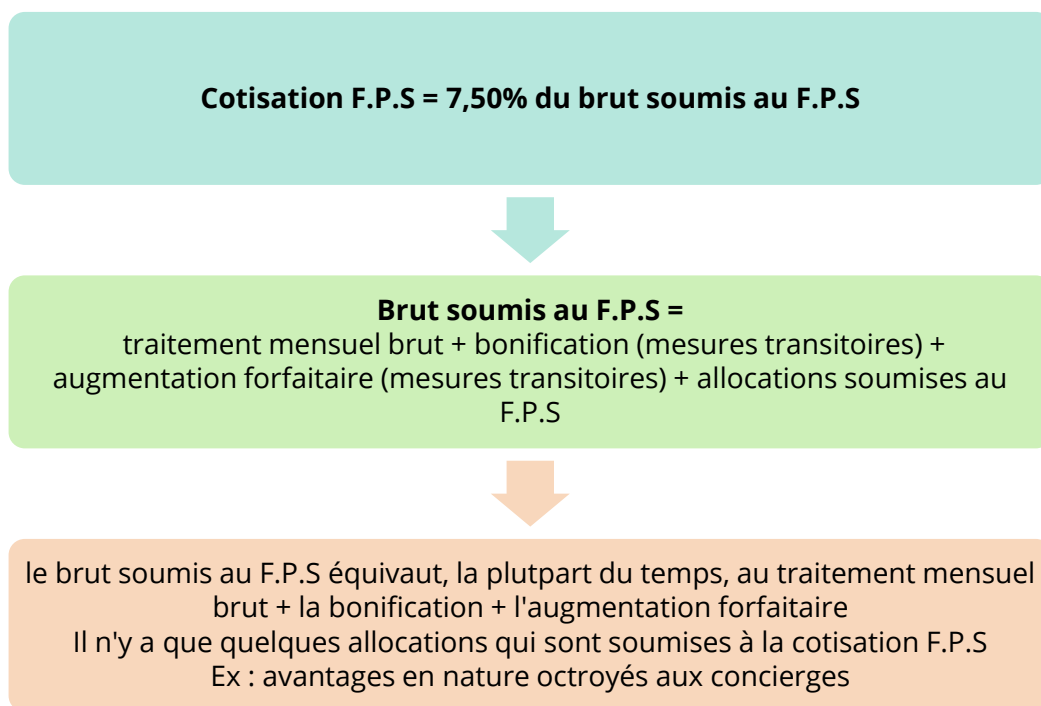 Cotisation F.P.S = 7,50% du brut soumis au F.P.S
Brut soumis au F.P.S =
traitement mensuel brut + bonification (mesures transitoires) +
augmentation forfaitaire (mesures transitoires) + allocations soumises au
F.P.S
le brut soumis au F.P.S équivaut, la plutpart du temps, au traitement mensuel
brut + la bonification + l'augmentation forfaitaire
Il n'y a que quelques allocations qui sont soumises à la cotisation F.P.S
Ex : avantages en nature octroyés aux concierges